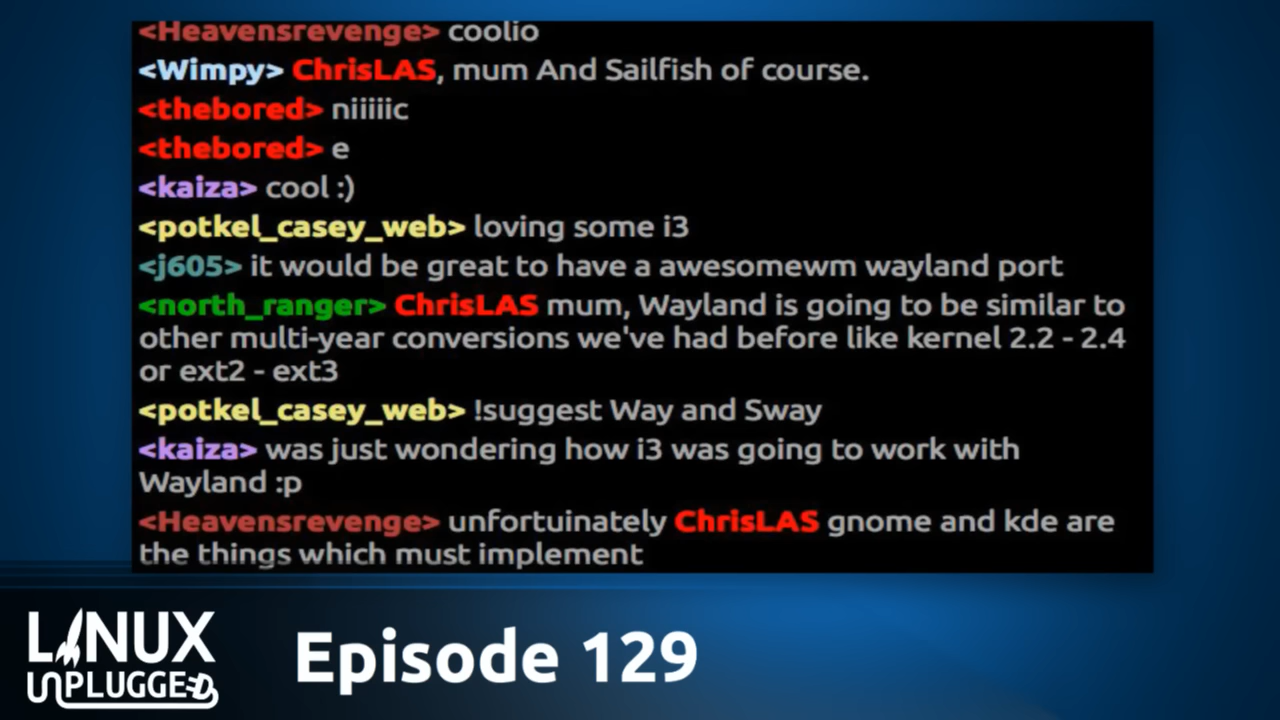 <Heavensrevenge> coolio
<Wimpy> ChrisLAS, mum And Sailfish of course.
<thebored> niiiiic
<thebored> e
<kaiza> cool :)
<potkel_casey_web> loving some i3
<j605> it would be great to have a awesomewm wayland port
<north_ranger> ChrisLAS mum, Wayland is going to be similar to
other multi-year conversions we've had before like kernel 2.2 - 2.4
or ext2 - ext3
<potkel_casey_web> !suggest Way and Sway
<kaiza> was just wondering how i3 was going to work with
Wayland :p
<Heavensrevenge> unfortuinately ChrisLAS gnome and kde are
the things which must implement
LINUX
UNPLUGGED
Episode 129